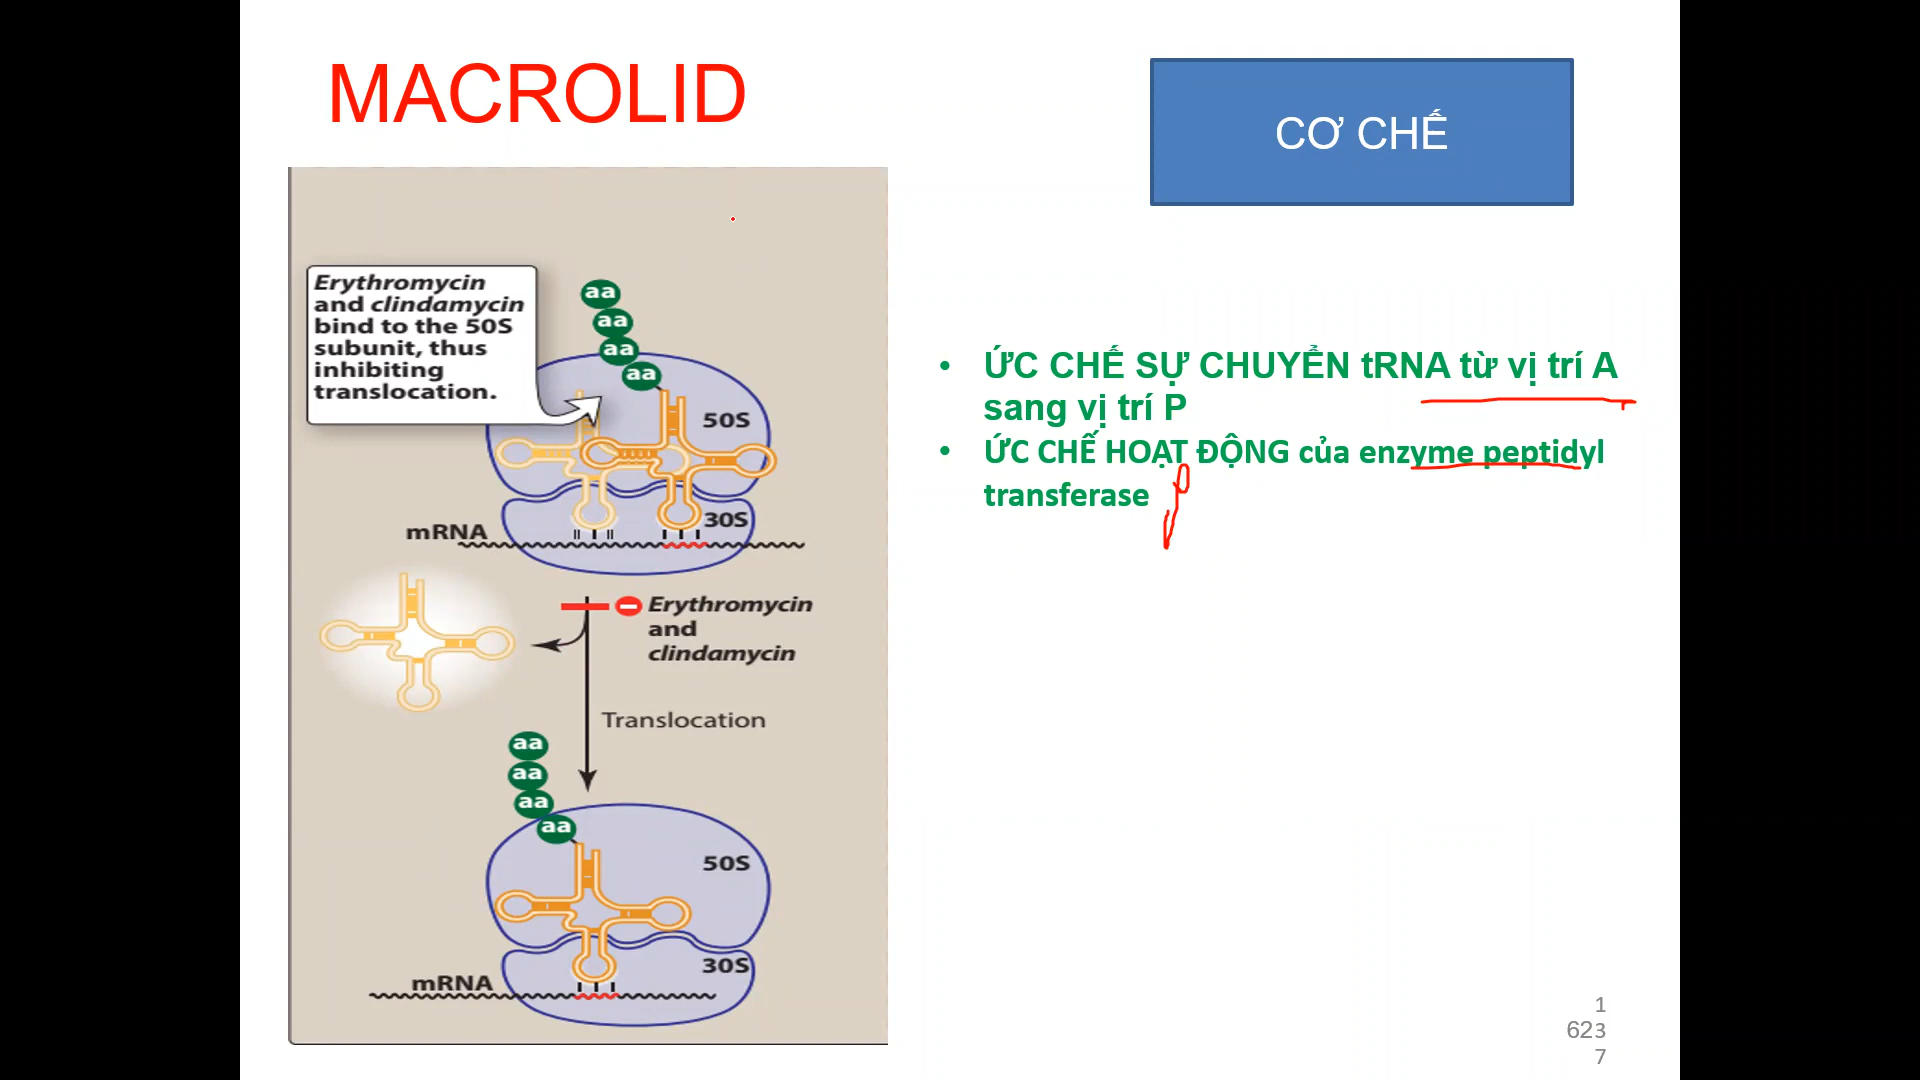 MACROLID
CƠ CHẾ
Erythromycin
and clindamycin
bind to the 50S
subunit, thus
inhibiting
translocation.
aa
aa
aa
aa
50S
30S
mRNA
Erythromycin
and
clindamycin
Translocation
aa
aa
aa
aa
50S
30S
mRNA
• ỨC CHẾ SỰ CHUYỂN tRNA từ vị trí A
sang vị trí P
• ỨC CHẾ HOẠT ĐỘNG của enzyme peptidyl
transferase
1
623
7